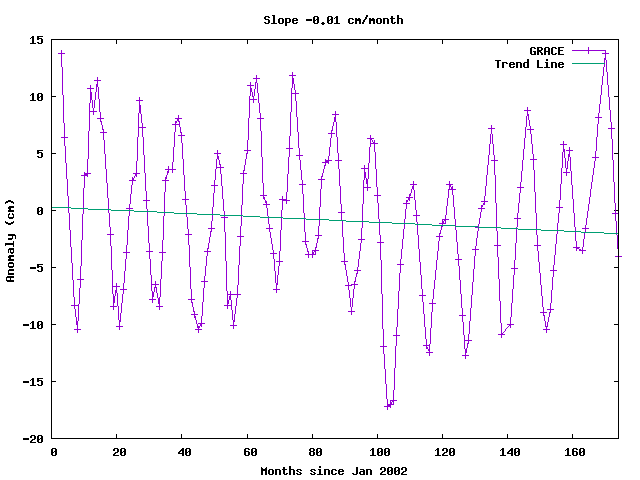 Slope -0.01 cm/month
GRACE
Trend Line
Anomaly (cm)
15
10
5
0
-5
-10
-15
-20
0 20 40 60 80 100 120 140 160
Months since Jan 2002